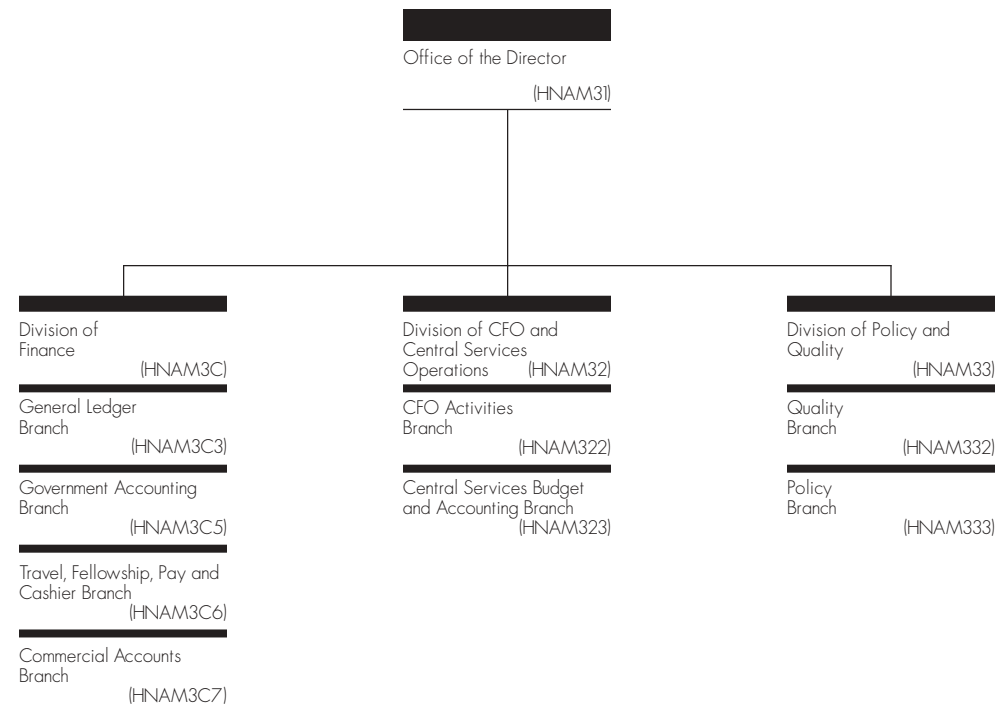 Office of the Director
(HNAM31)
Division of
Finance
(HNAM3C)
General Ledger
Branch
(HNAM3C3)
Government Accounting
Branch
(HNAM3C5)
Travel, Fellowship, Pay and
Cashier Branch
(HNAM3C6)
Commercial Accounts
Branch
(HNAM3C7)
Division of CFO and
Central Services
Operations (HNAM32)
CFO Activities
Branch
(HNAM322)
Central Services Budget
and Accounting Branch
(HNAM323)
Division of Policy and
Quality
(HNAM33)
Quality
Branch
(HNAM332)
Policy
Branch
(HNAM333)